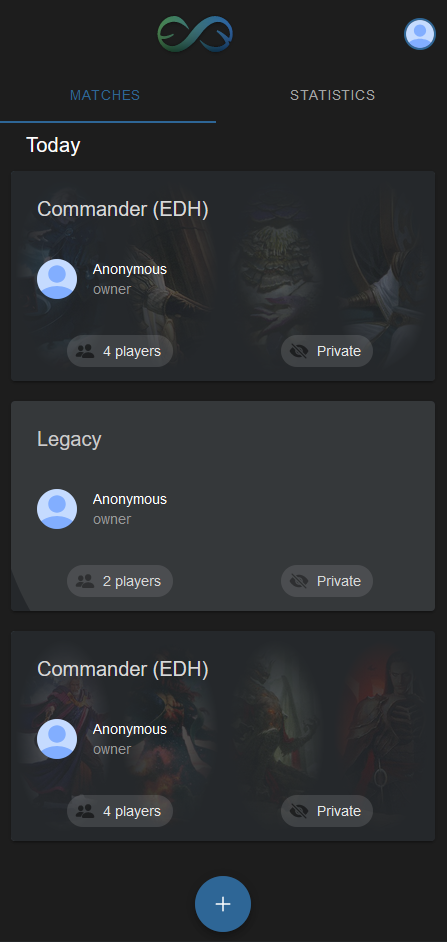 MATCHES
STATISTICS
Today
Commander (EDH)
Anonymous
owner
4 players
Private
Legacy
Anonymous
owner
2 players
Private
Commander (EDH)
Anonymous
owner
4 players
Private